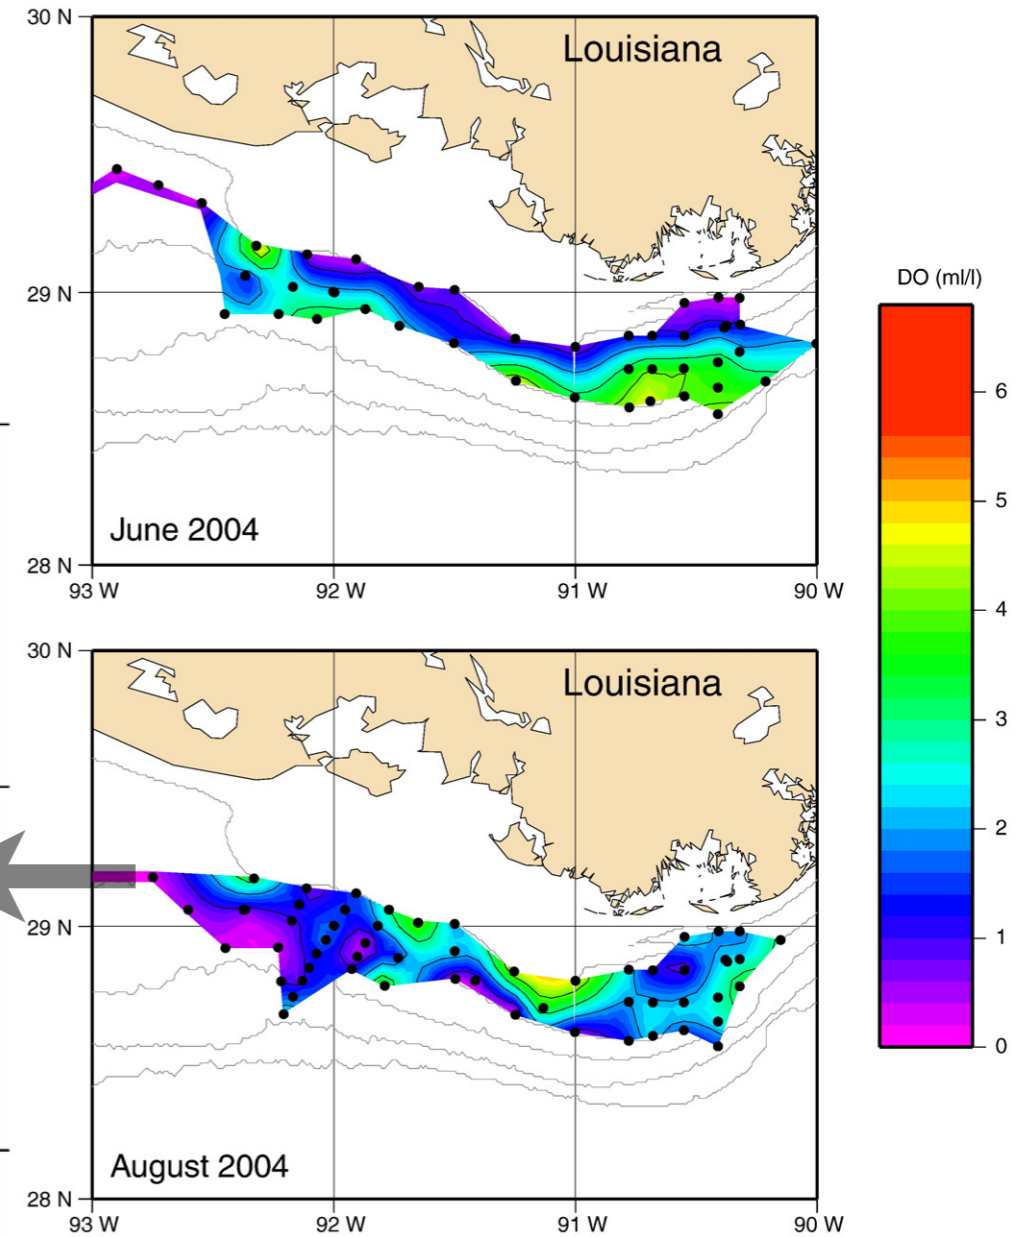 30 N
Louisiana
29 N
June 2004
28 N
93 W 92 W 91 W 90 W
DO (ml/l)
6
5
4
3
2
1
0
30 N
Louisiana
29 N
August 2004
28 N
93 W 92 W 91 W 90 W